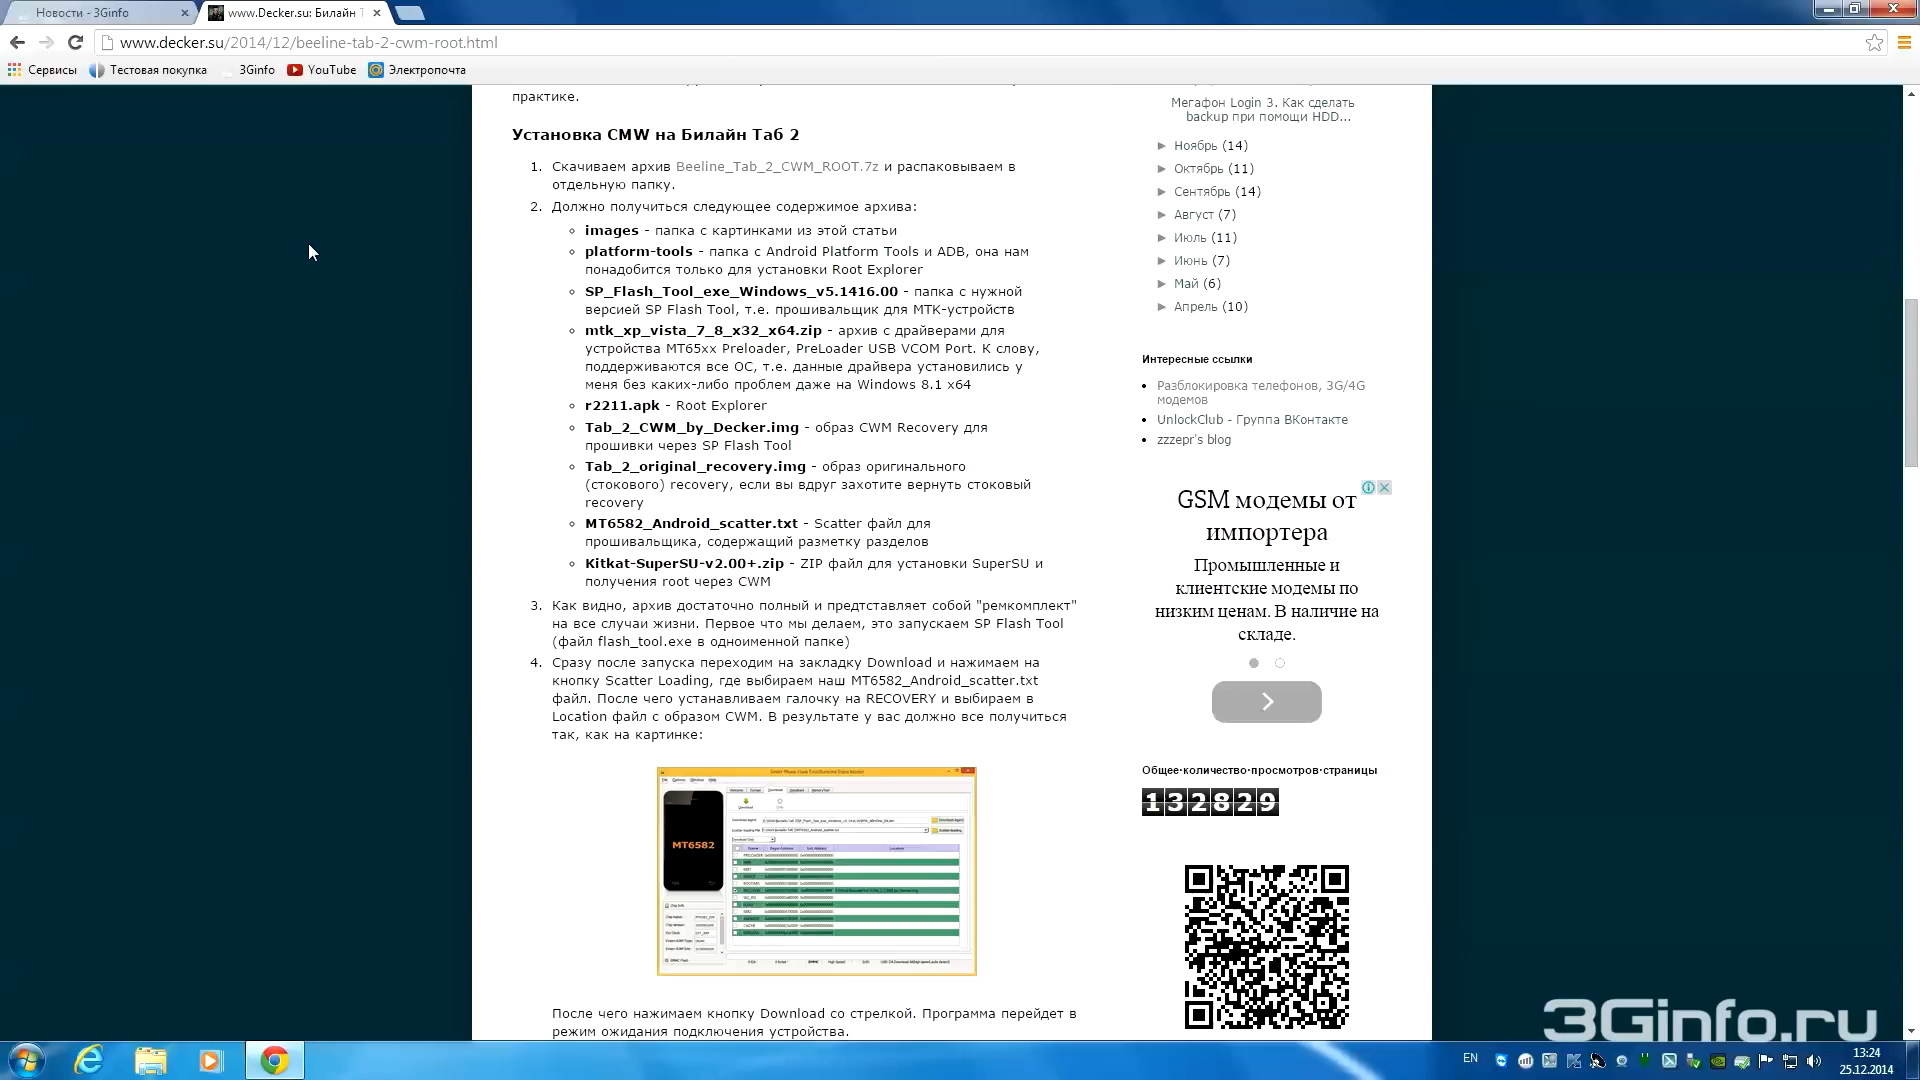 Новости - 3Ginfo
www.Decker.su: Билайн Т
www.decker.su/2014/12/beeline-tab-2-cwm-root.html
Сервисы
Тестовая покупка
3Ginfo
YouTube
Электропочта
практике.
Установка CMW на Билайн Таб 2
1. Скачиваем архив Beeline_Tab_2_CWM_ROOT.7z и распаковываем в
отдельную папку.
2. Должно получиться следующее содержимое архива:
images - папка с картинками из этой статьи
platform-tools - папка с Android Platform Tools и ADB, она нам
понадобится только для установки Root Explorer
SP_Flash_Tool_exe_Windows_v5.1416.00 - папка с нужной
версией SP Flash Tool, т.е. прошивальщик для МТК-устройств
mtk_xp_vista_7_8_x32_x64.zip - архив с драйверами для
устройства MT65xx Preloader, PreLoader USB VCOM Port. К слову,
поддерживаются все ОС, т.е. данные драйвера установились у
меня без каких-либо проблем даже на Windows 8.1 x64
r2211.apk - Root Explorer
Tab_2_CWM_by_Decker.img - образ CWM Recovery для
прошивки через SP Flash Tool
Tab_2_original_recovery.img - образ оригинального
(стокового) recovery, если вы вдруг захотите вернуть стоковый
recovery
MT6582_Android_scatter.txt - Scatter файл для
прошивальщика, содержащий разметку разделов
Kitkat-SuperSU-v2.00+.zip - ZIP файл для установки SuperSU и
получения root через CWM
3. Как видно, архив достаточно полный и предтставляет собой "ремкомплект"
на все случаи жизни. Первое что мы делаем, это запускаем SP Flash Tool
(файл flash_tool.exe в одноименной папке)
4. Сразу после запуска переходим на закладку Download и нажимаем на
кнопку Scatter Loading, где выбираем наш MT6582_Android_scatter.txt
файл. После чего устанавливаем галочку на RECOVERY и выбираем в
Location файл с образом CWM. В результате у вас должно все получиться
так, как на картинке:
MT6582
После чего нажимаем кнопку Download со стрелкой. Программа перейдет в
режим ожидания подключения устройства.
Мегафон Login 3. Как сделать
backup при помощи HDD...
Ноябрь (14)
Октябрь (11)
Сентябрь (14)
Август (7)
Июль (11)
Июнь (7)
Май (6)
Апрель (10)
Интересные ссылки
Разблокировка телефонов, 3G/4G
модемов
UnlockClub - Группа ВКонтакте
zzzepr's blog
GSM модемы от
импортера
Промышленные и
клиентские модемы по
низким ценам. В наличие на
складе.
Общее·количество·просмотров·страницы
132829
3Ginfo.ru
EN
13:24
25.12.2014